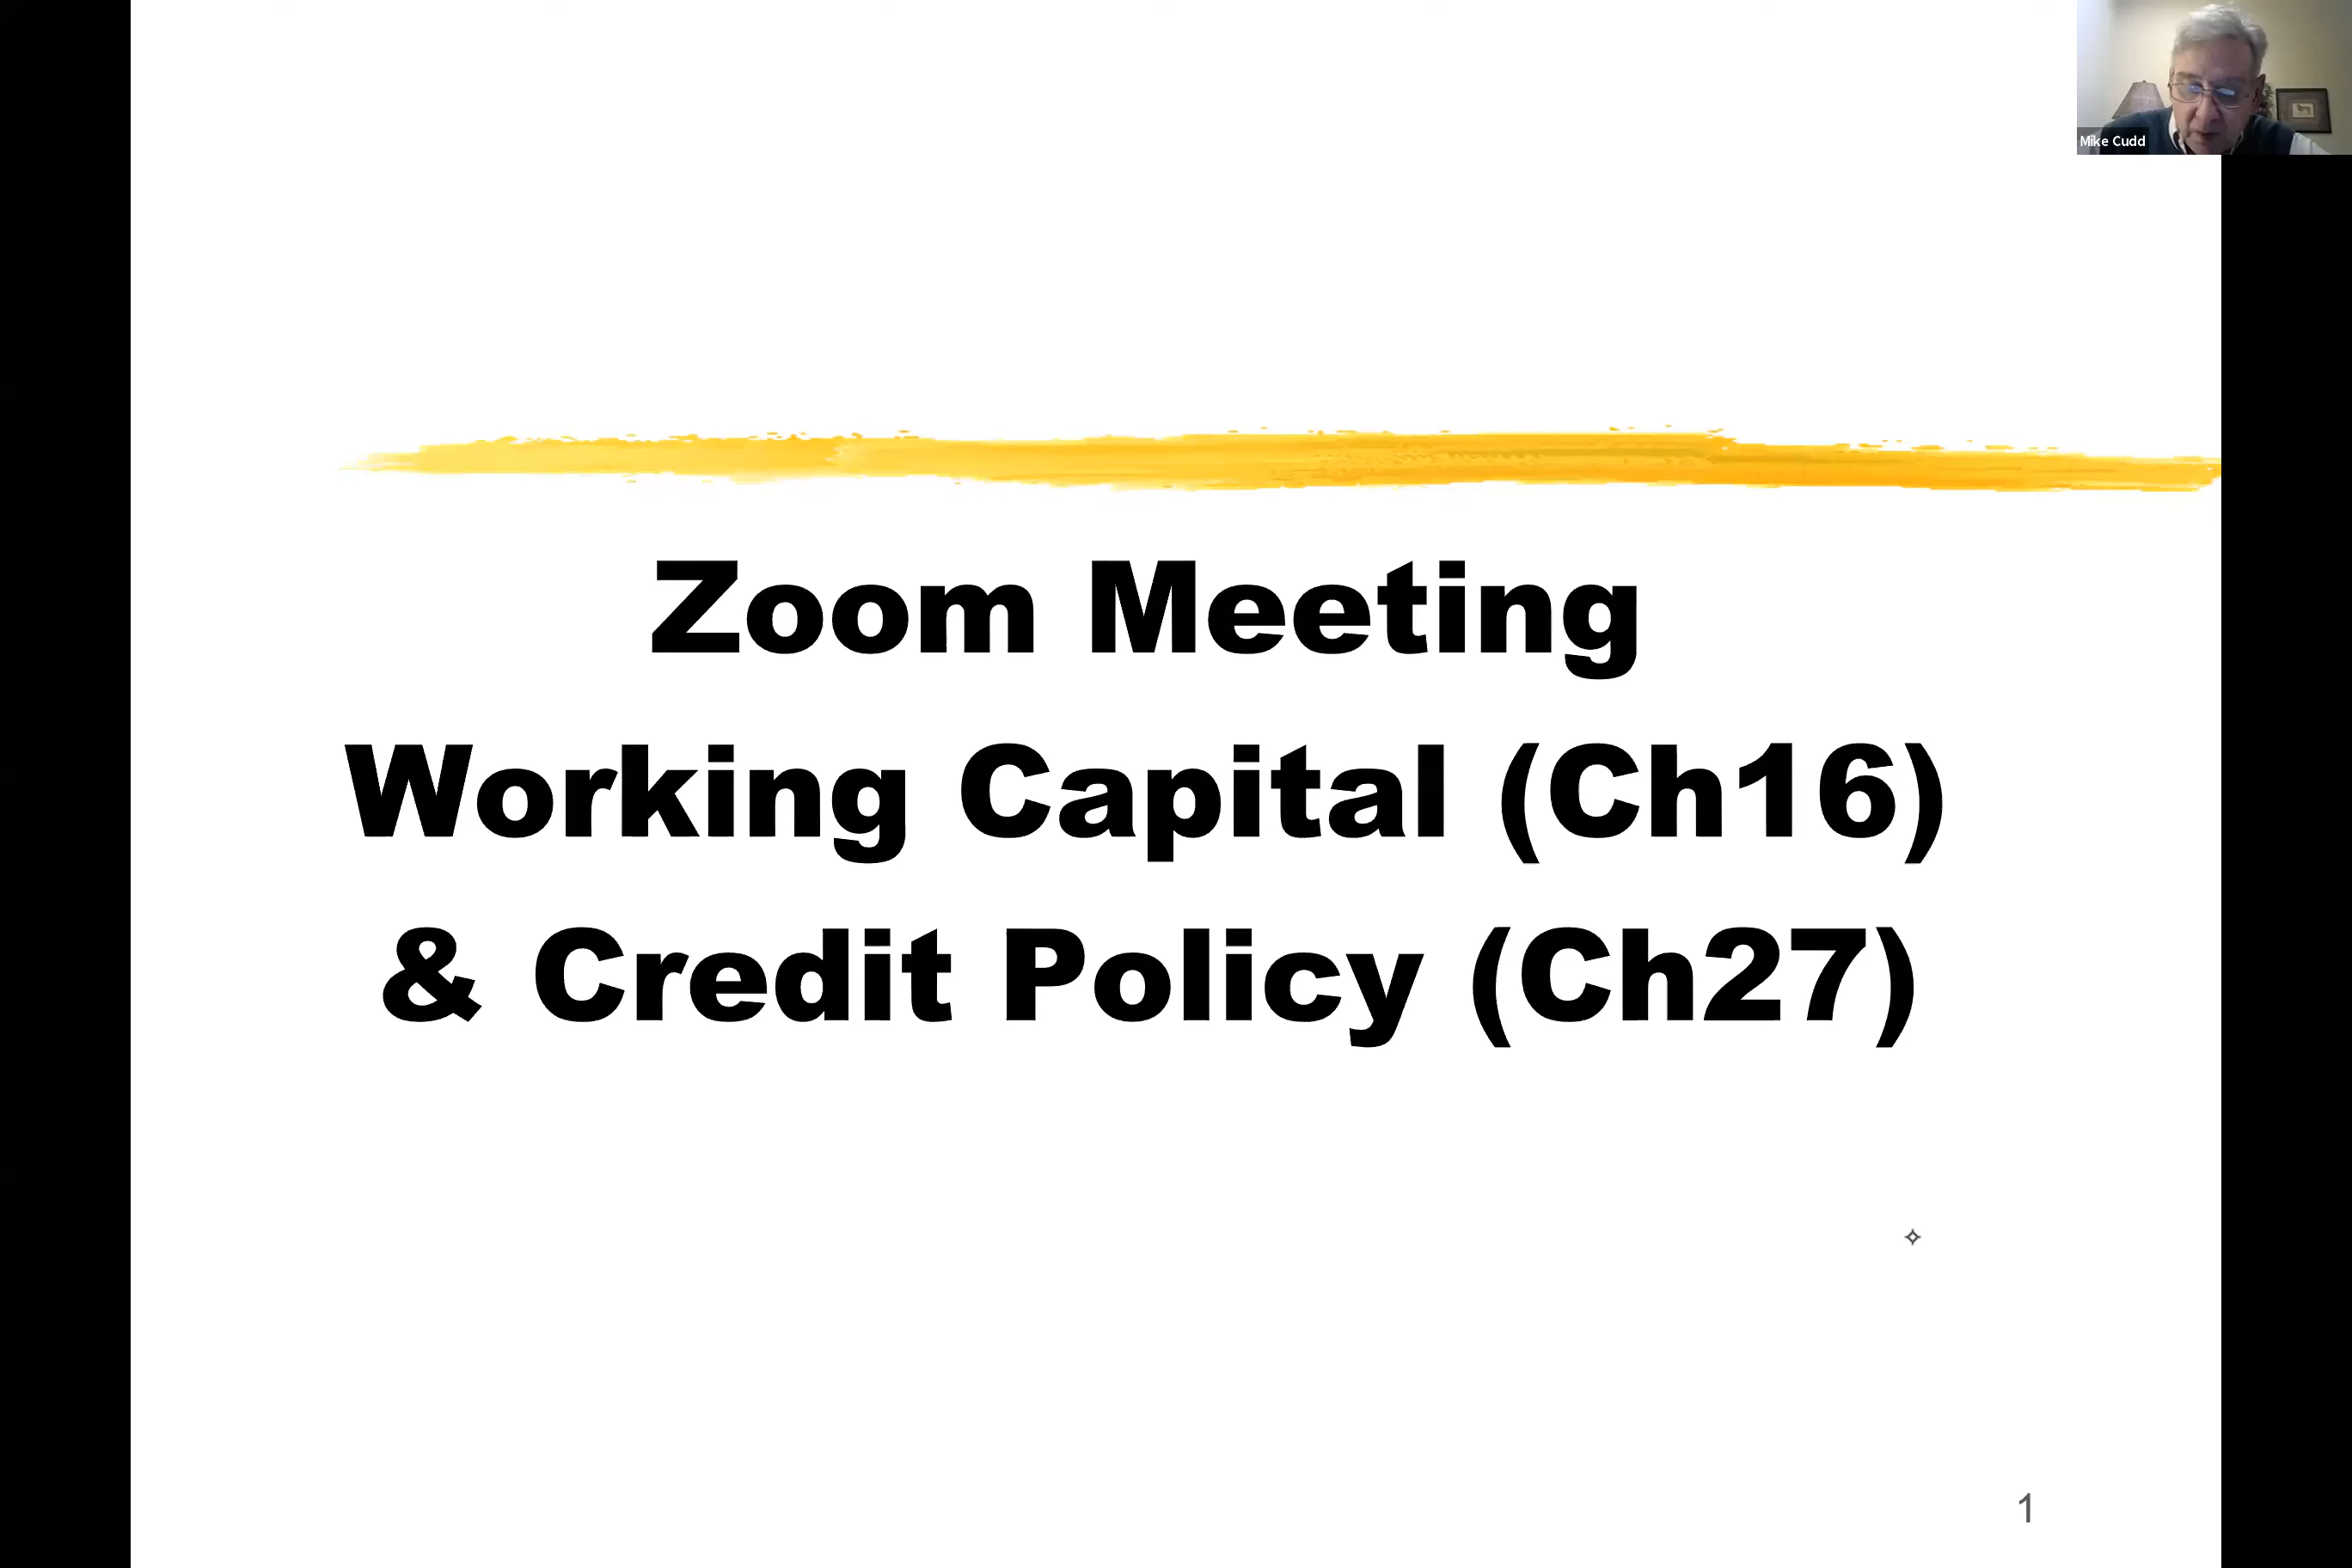 Mike Cudd
Zoom Meeting
Working Capital (Ch16)
& Credit Policy (Ch27)
1